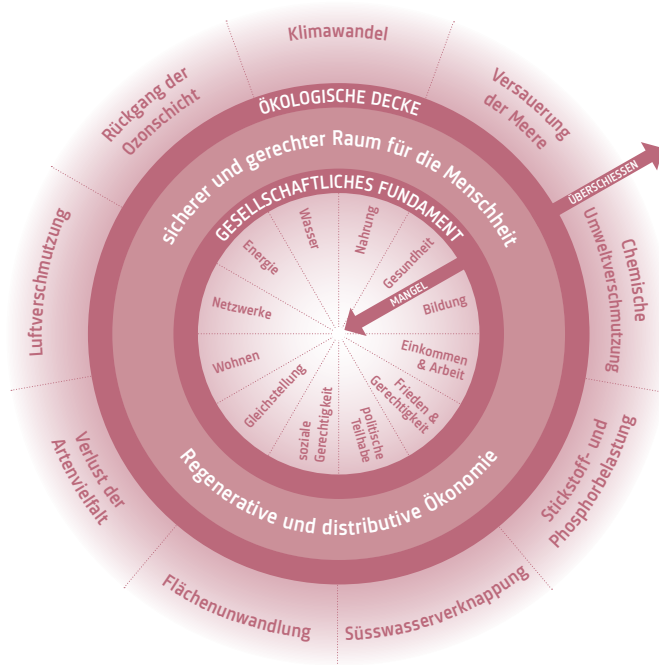 Klimawandel
Versauerung
der Meere
ÜBERSCHIESSEN
Chemische
Umweltverschmutzung
Stickstoff- und
Phosphorbelastung
Süsswasserverknappung
Flächenunwandlung
Verlust der
Artenvielfalt
Luftverschmutzung
Rückgang der
Ozonschicht
ÖKOLOGISCHE DECKE
sicherer und gerechter Raum für die Menschheit
GESELLSCHAFTLICHES FUNDAMENT
Wasser
Nahrung
Gesundheit
MANGEL
Bildung
Einkommen
& Arbeit
Frieden &
Gerechtigkeit
politische
Teilhabe
soziale
Gerechtigkeit
Gleichstellung
Wohnen
Netzwerke
Energie
Regenerative und distributive Ökonomie